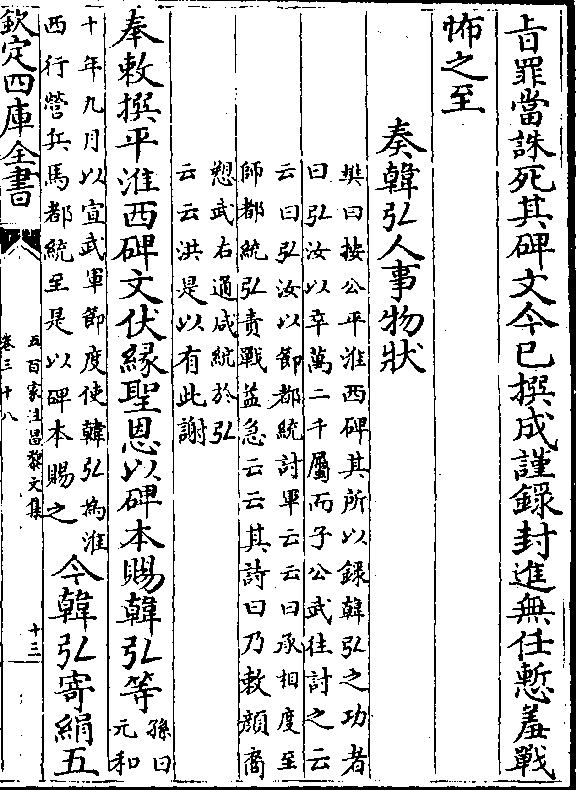 上旨罪當誅死其碑文今已撰成謹錄封進無任慙羞戰
怖之至
奏韓弘人事物狀
樊曰按公平淮西碑其所以錄韓弘之功者
曰弘汝以卒萬二千屬而子公武往討之云
云曰弘汝以節都統討軍云云曰丞相度至
師都統弘責戰益急云云其詩曰乃敕顔𦙍
愬武古通咸統於弘
云云洪是以有此謝
奉敕撰平淮西碑文伏縁聖恩以碑本賜韓弘等
孫曰
元和
十年九月以宣武軍節度使韓弘為淮
西行營兵馬都統至是以碑本賜之
今韓弘寄絹五
欽定四庫全書
五百家注昌黎文集
卷三十八
十三